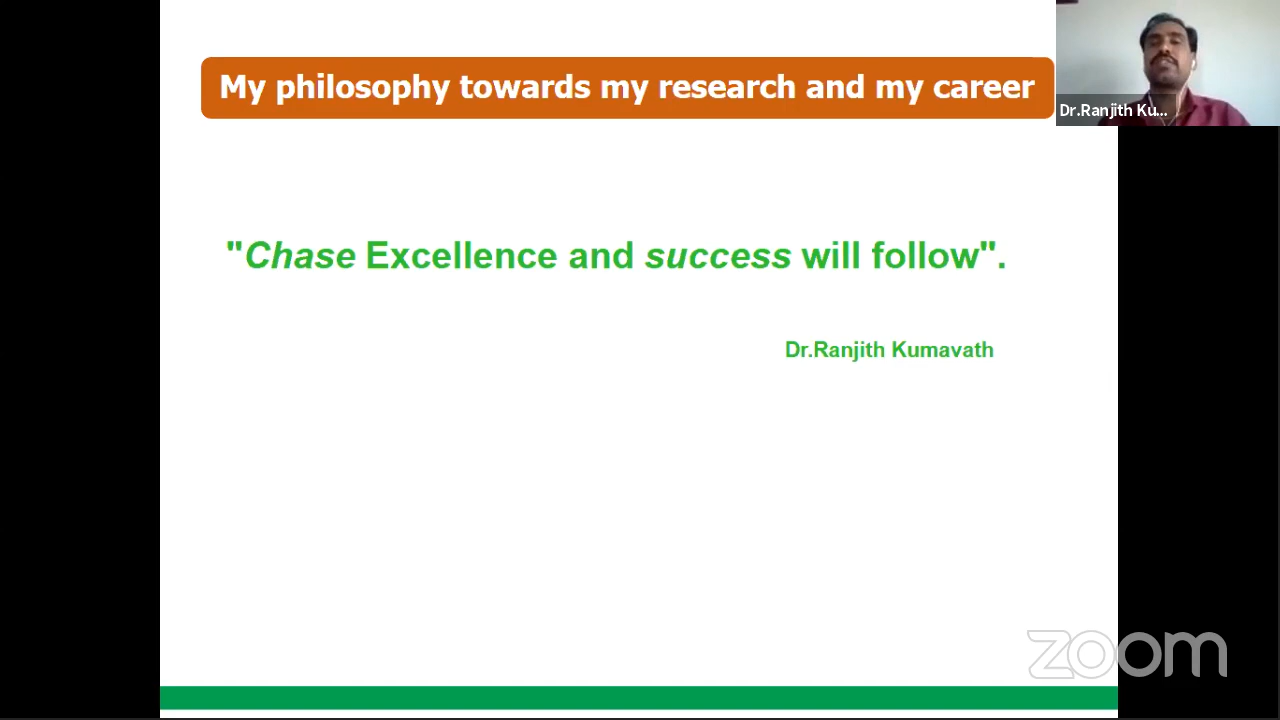 My philosophy towards my research and my career
Dr.Ranjith Ku...
"Chase Excellence and success will follow".
Dr.Ranjith Kumavath
zoom